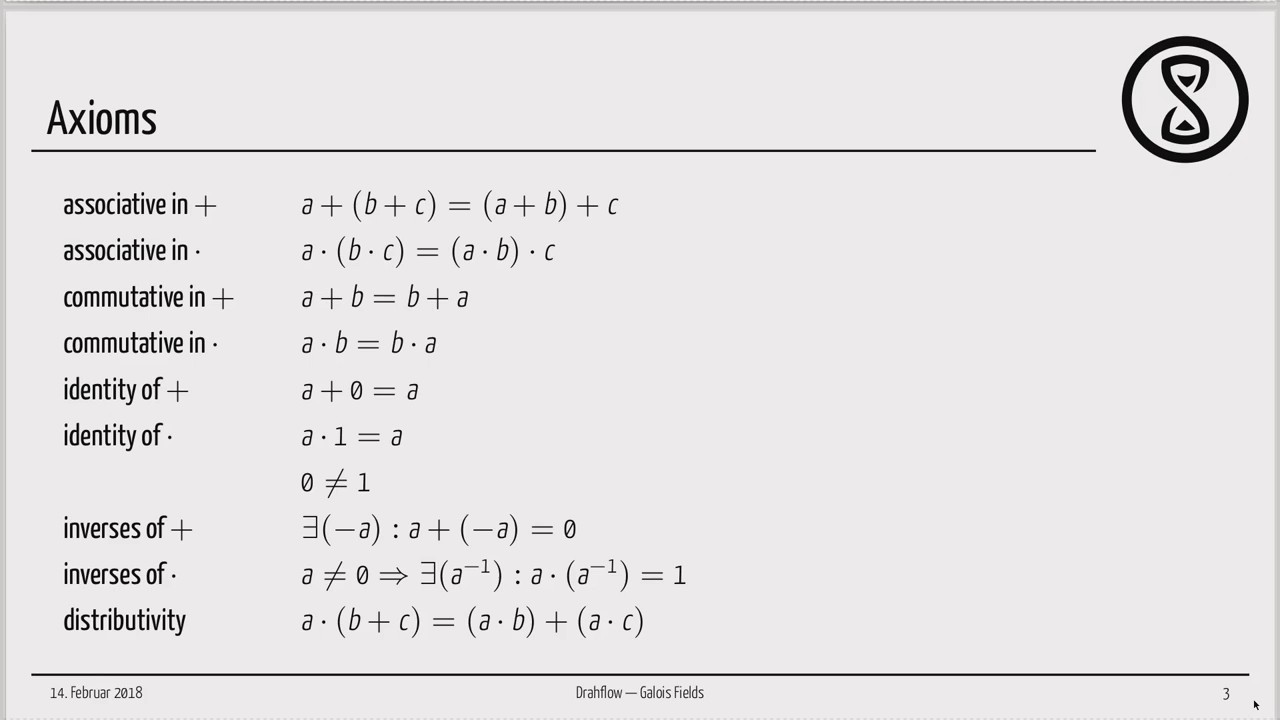 Axioms
associative in + a + (b + c) = (a + b) + c
associative in · a · (b · c) = (a · b) · c
commutative in + a + b = b + a
commutative in · a · b = b · a
identity of + a + 0 = a
identity of · a · 1 = a
0 ≠ 1
inverses of + ∃(−a) : a + (−a) = 0
inverses of · a ≠ 0 ⇒ ∃(a⁻¹) : a · (a⁻¹) = 1
distributivity a · (b + c) = (a · b) + (a · c)
14. Februar 2018 Drahflow — Galois Fields 3